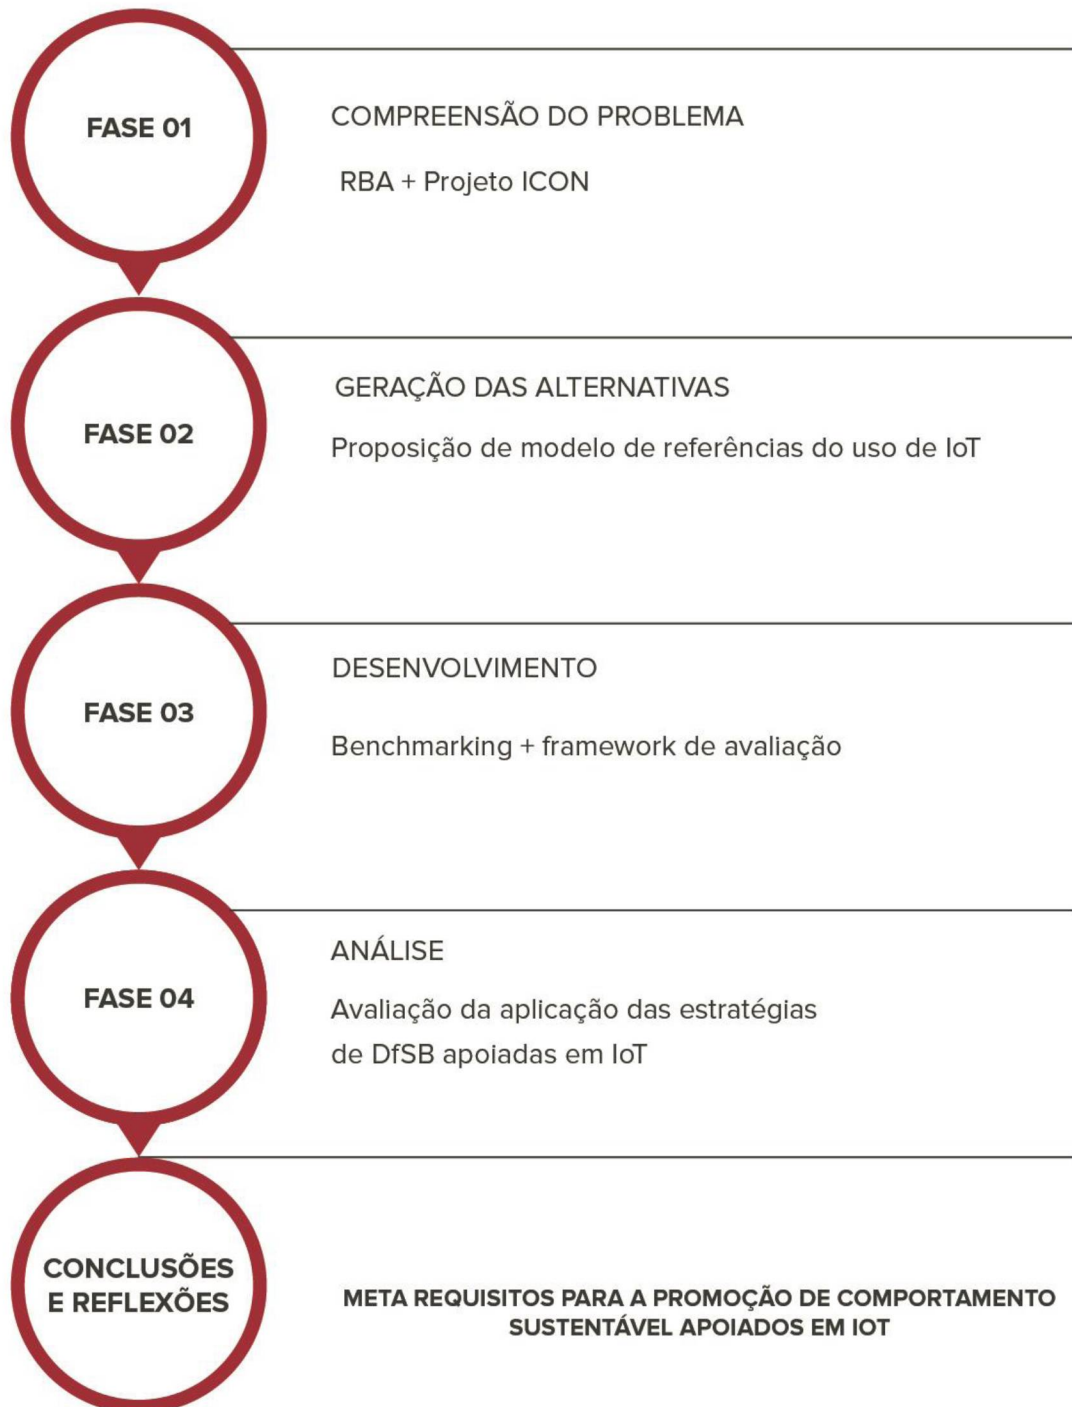 FASE 01
COMPREENSÃO DO PROBLEMA
RBA + Projeto ICON
FASE 02
GERAÇÃO DAS ALTERNATIVAS
Proposição de modelo de referências do uso de IoT
FASE 03
DESENVOLVIMENTO
Benchmarking + framework de avaliação
FASE 04
ANÁLISE
Avaliação da aplicação das estratégias
de DfSB apoiadas em IoT
CONCLUSÕES
E REFLEXÕES
META REQUISITOS PARA A PROMOÇÃO DE COMPORTAMENTO
SUSTENTÁVEL APOIADOS EM IOT